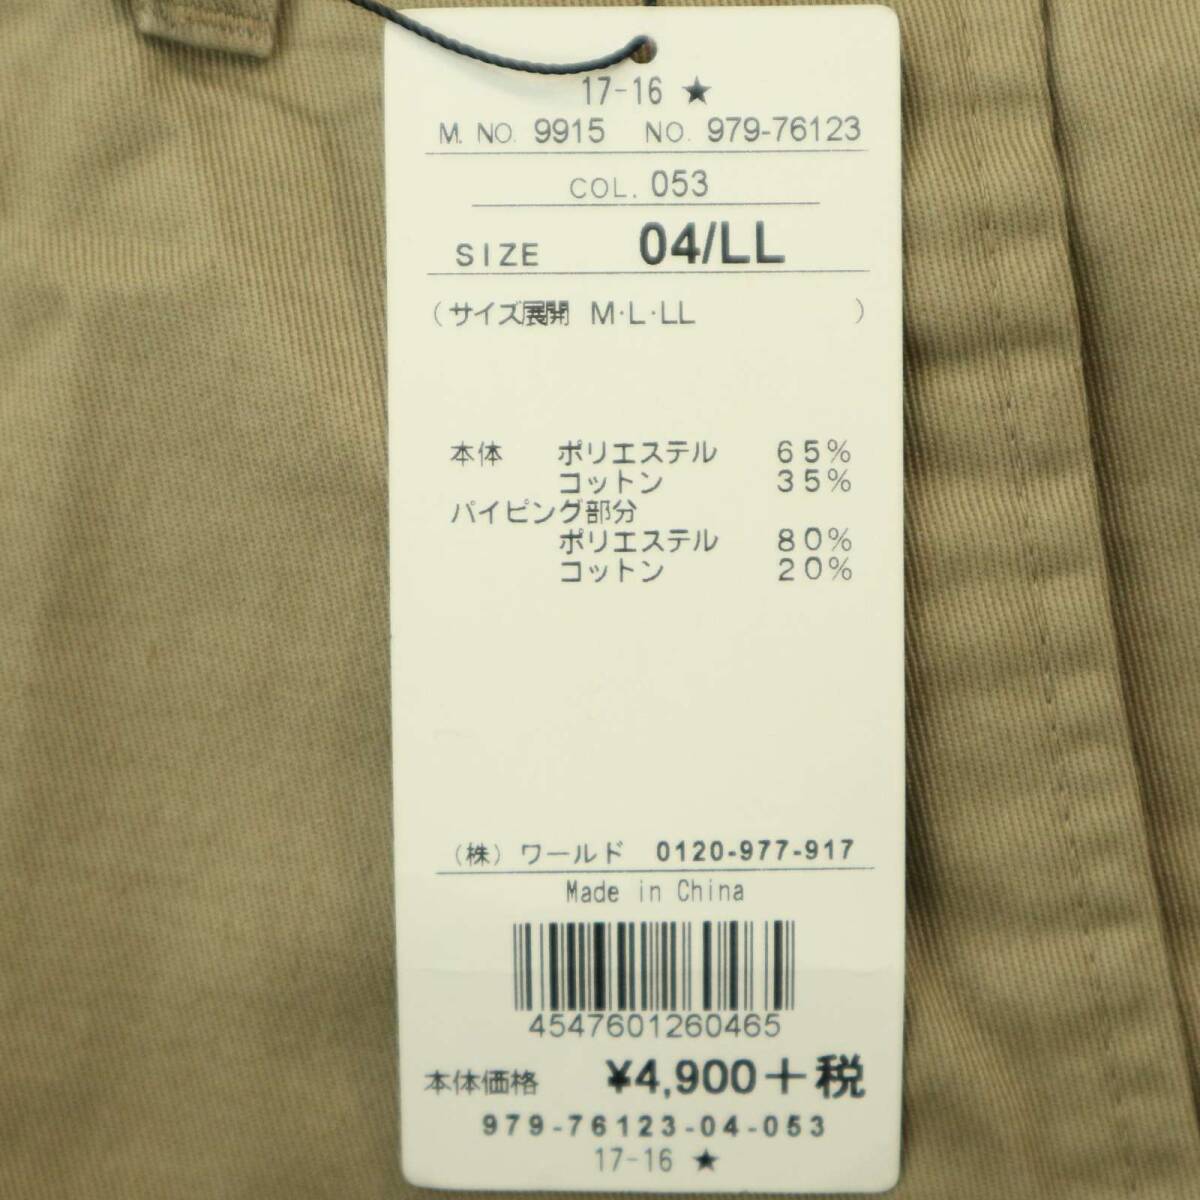 17-16 ★
M. NO. 9915 NO. 979-76123
COL. 053
SIZE 04/LL
(サイズ展開 M·L·LL )
本体 ポリエステル 65%
コットン 35%
パイピング部分
ポリエステル 80%
コットン 20%
(株)ワールド 0120-977-917
Made in China
4547601260465
本体価格 ¥4,900+税
979-76123-04-053
17-16 ★